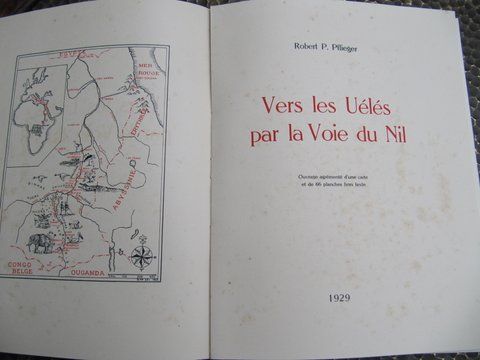 EGYPTE
MER
ROUGE
ERYTHREE
ABYSSINIE
CONGO
BELGE
OUGANDA
Robert P. Pflieger
Vers les Uélés
par la Voie du Nil
Ouvrage agrémenté d'une carte
et de 66 planches hors texte
1929